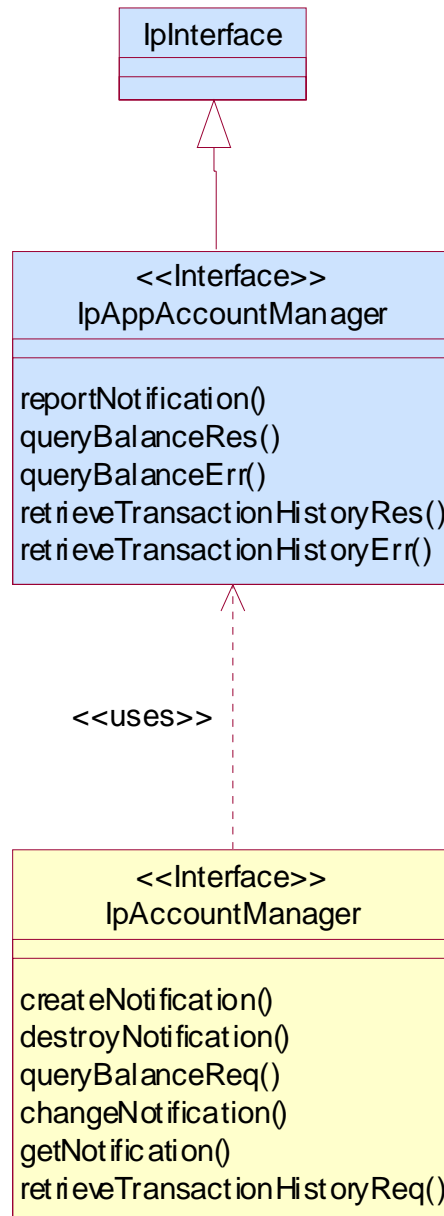 IpInterface
<<Interface>>
IpAppAccountManager
reportNotification()
queryBalanceRes()
queryBalanceErr()
retrieveTransactionHistoryRes()
retrieveTransactionHistoryErr()
<<uses>>
<<Interface>>
IpAccountManager
createNotification()
destroyNotification()
queryBalanceReq()
changeNotification()
getNotification()
retrieveTransactionHistoryReq()